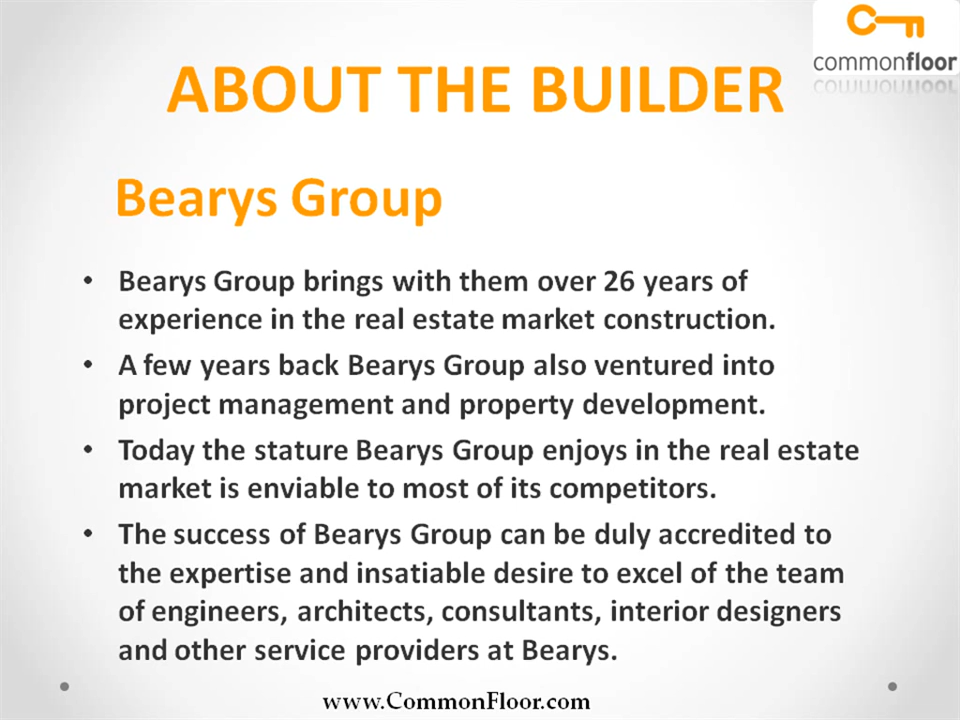 commonfloor
ABOUT THE BUILDER
Bearys Group
• Bearys Group brings with them over 26 years of
experience in the real estate market construction.
• A few years back Bearys Group also ventured into
project management and property development.
• Today the stature Bearys Group enjoys in the real estate
market is enviable to most of its competitors.
• The success of Bearys Group can be duly accredited to
the expertise and insatiable desire to excel of the team
of engineers, architects, consultants, interior designers
and other service providers at Bearys.
www.CommonFloor.com